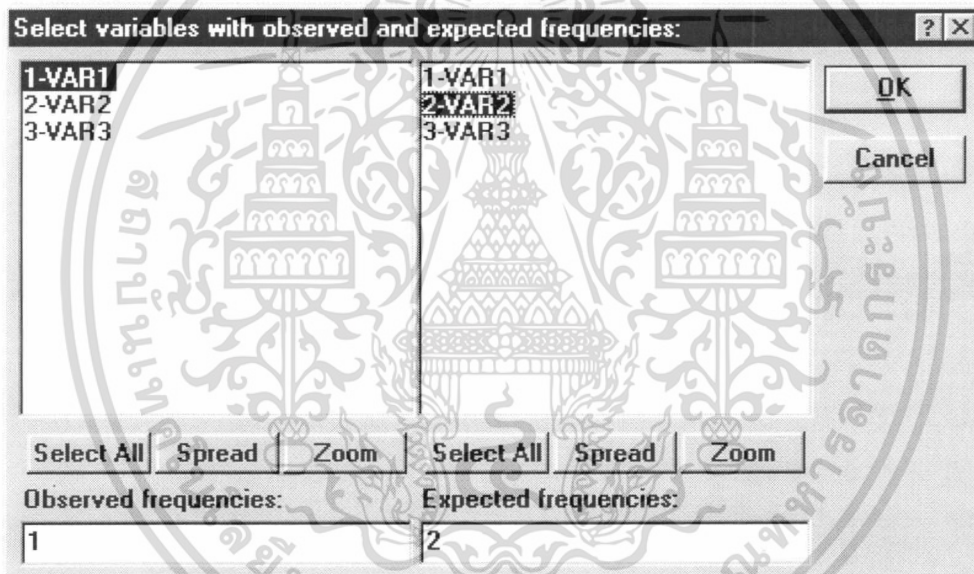 Select variables with observed and expected frequencies:
? X
1-VAR1
2-VAR2
3-VAR3
1-VAR1
2-VAR2
3-VAR3
OK
Cancel
Select All Spread Zoom
Select All Spread Zoom
Observed frequencies:
Expected frequencies:
1
2